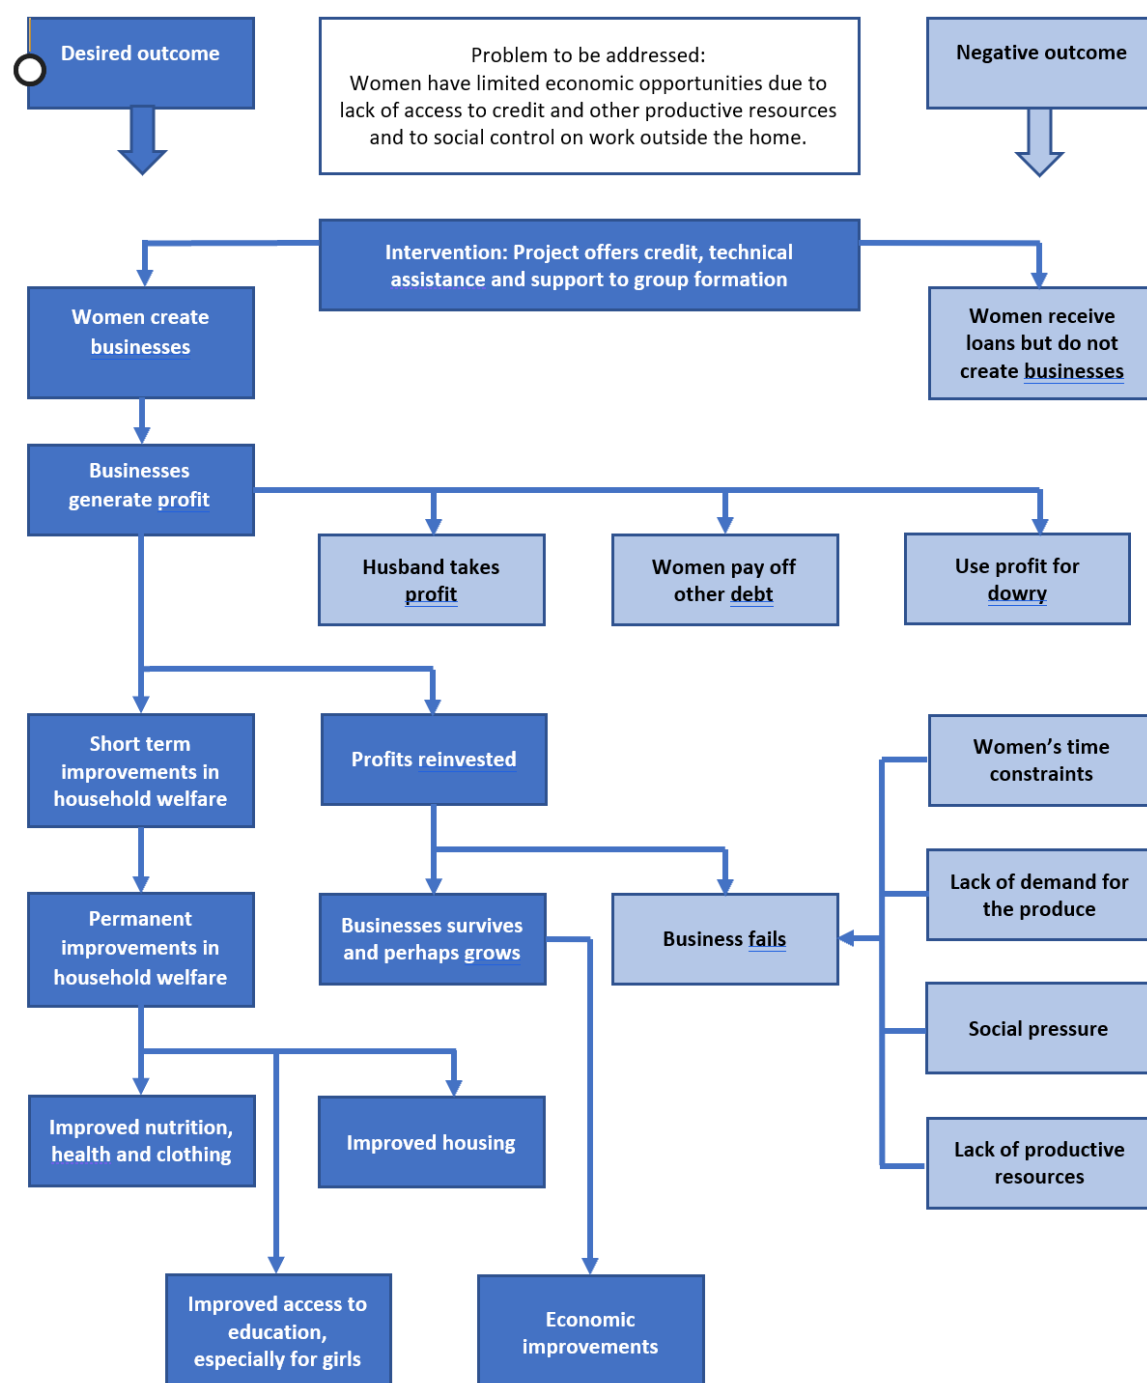 Desired outcome
Problem to be addressed:
Women have limited economic opportunities due to
lack of access to credit and other productive resources
and to social control on work outside the home.
Negative outcome
Intervention: Project offers credit, technical
assistance and support to group formation
Women create
businesses
Women receive
loans but do not
create businesses
Businesses
generate profit
Husband takes
profit
Women pay off
other debt
Use profit for
dowry
Short term
improvements in
household welfare
Profits reinvested
Women's time
constraints
Permanent
improvements in
household welfare
Businesses survives
and perhaps grows
Business fails
Lack of demand for
the produce
Social pressure
Improved nutrition,
health and clothing
Improved housing
Lack of productive
resources
Improved access to
education,
especially for girls
Economic
improvements